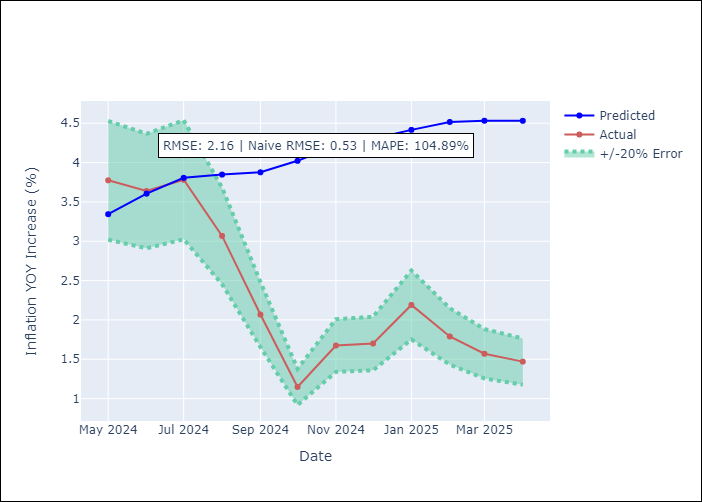 Predicted
Actual
+/-20% Error
RMSE: 2.16 | Naive RMSE: 0.53 | MAPE: 104.89%
Inflation YOY Increase (%)
4.5
4
3.5
3
2.5
2
1.5
1
May 2024 Jul 2024 Sep 2024 Nov 2024 Jan 2025 Mar 2025
Date